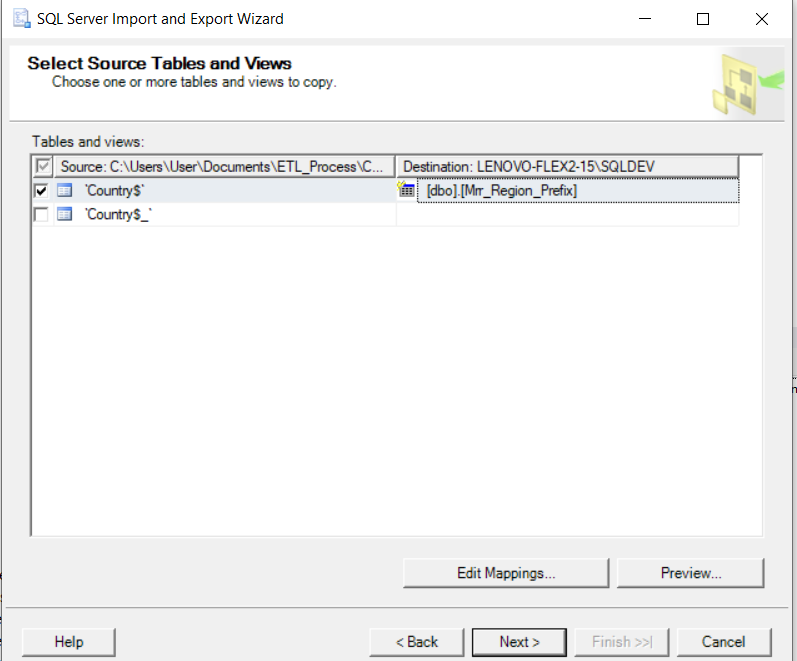 SQL Server Import and Export Wizard
Select Source Tables and Views
Choose one or more tables and views to copy.
Tables and views:
Source: C:\Users\User\Documents\ETL_Process\C... Destination: LENOVO-FLEX2-15\SQLDEV
`Country$` [dbo].[Mrr_Region_Prefix]
`Country$_`
Edit Mappings... Preview...
Help < Back Next > Finish >>| Cancel